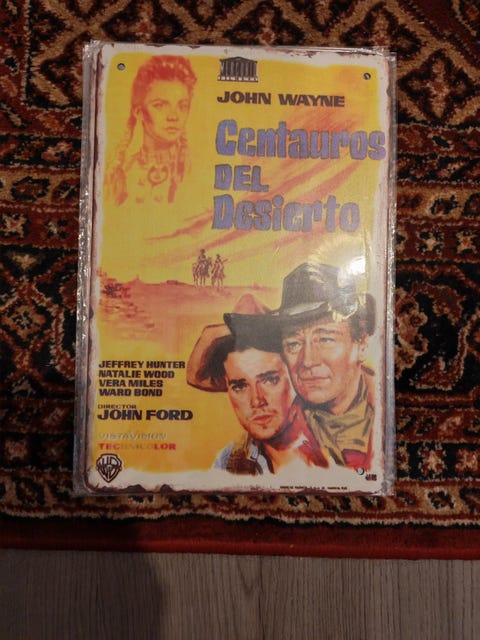 JOHN WAYNE
Centauros
DEL
Desierto
JEFFREY HUNTER
NATALIE WOOD
VERA MILES
WARD BOND
DIRECTOR
JOHN FORD
VISTAVISION
TECHNICOLOR
WB